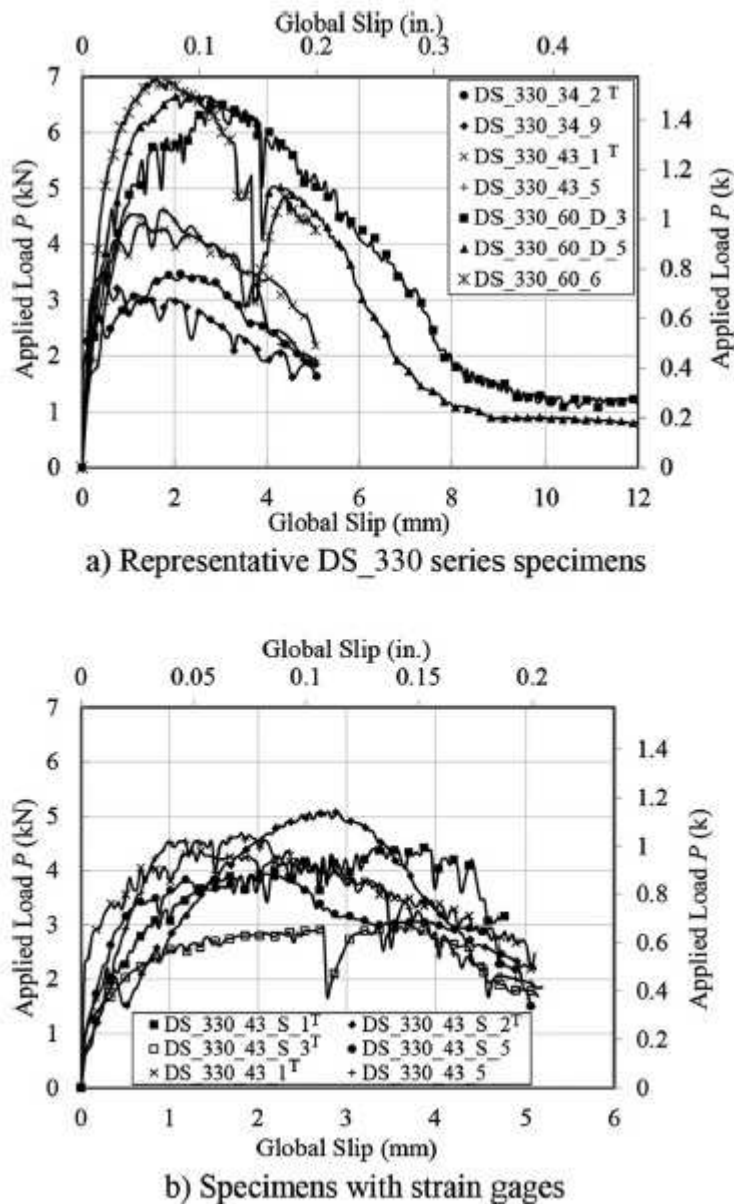 Global Slip (in.)
0 0.1 0.2 0.3 0.4
7
6
5
4
3
2
1
0
Applied Load P (kN)
DS_330_34_2ᵀ
DS_330_34_9
DS_330_43_1ᵀ
DS_330_43_5
DS_330_60_D_3
DS_330_60_D_5
DS_330_60_6
1.4
1.2
1
0.8
0.6
0.4
0.2
0
Applied Load P (k)
0 2 4 6 8 10 12
Global Slip (mm)
a) Representative DS_330 series specimens
Global Slip (in.)
0 0.05 0.1 0.15 0.2
7
6
5
4
3
2
1
0
Applied Load P (kN)
1.4
1.2
1
0.8
0.6
0.4
0.2
0
Applied Load P (k)
DS_330_43_S_1ᵀ DS_330_43_S_2ᵀ
DS_330_43_S_3ᵀ DS_330_43_S_5
DS_330_43_1ᵀ DS_330_43_5
0 1 2 3 4 5 6
Global Slip (mm)
b) Specimens with strain gages